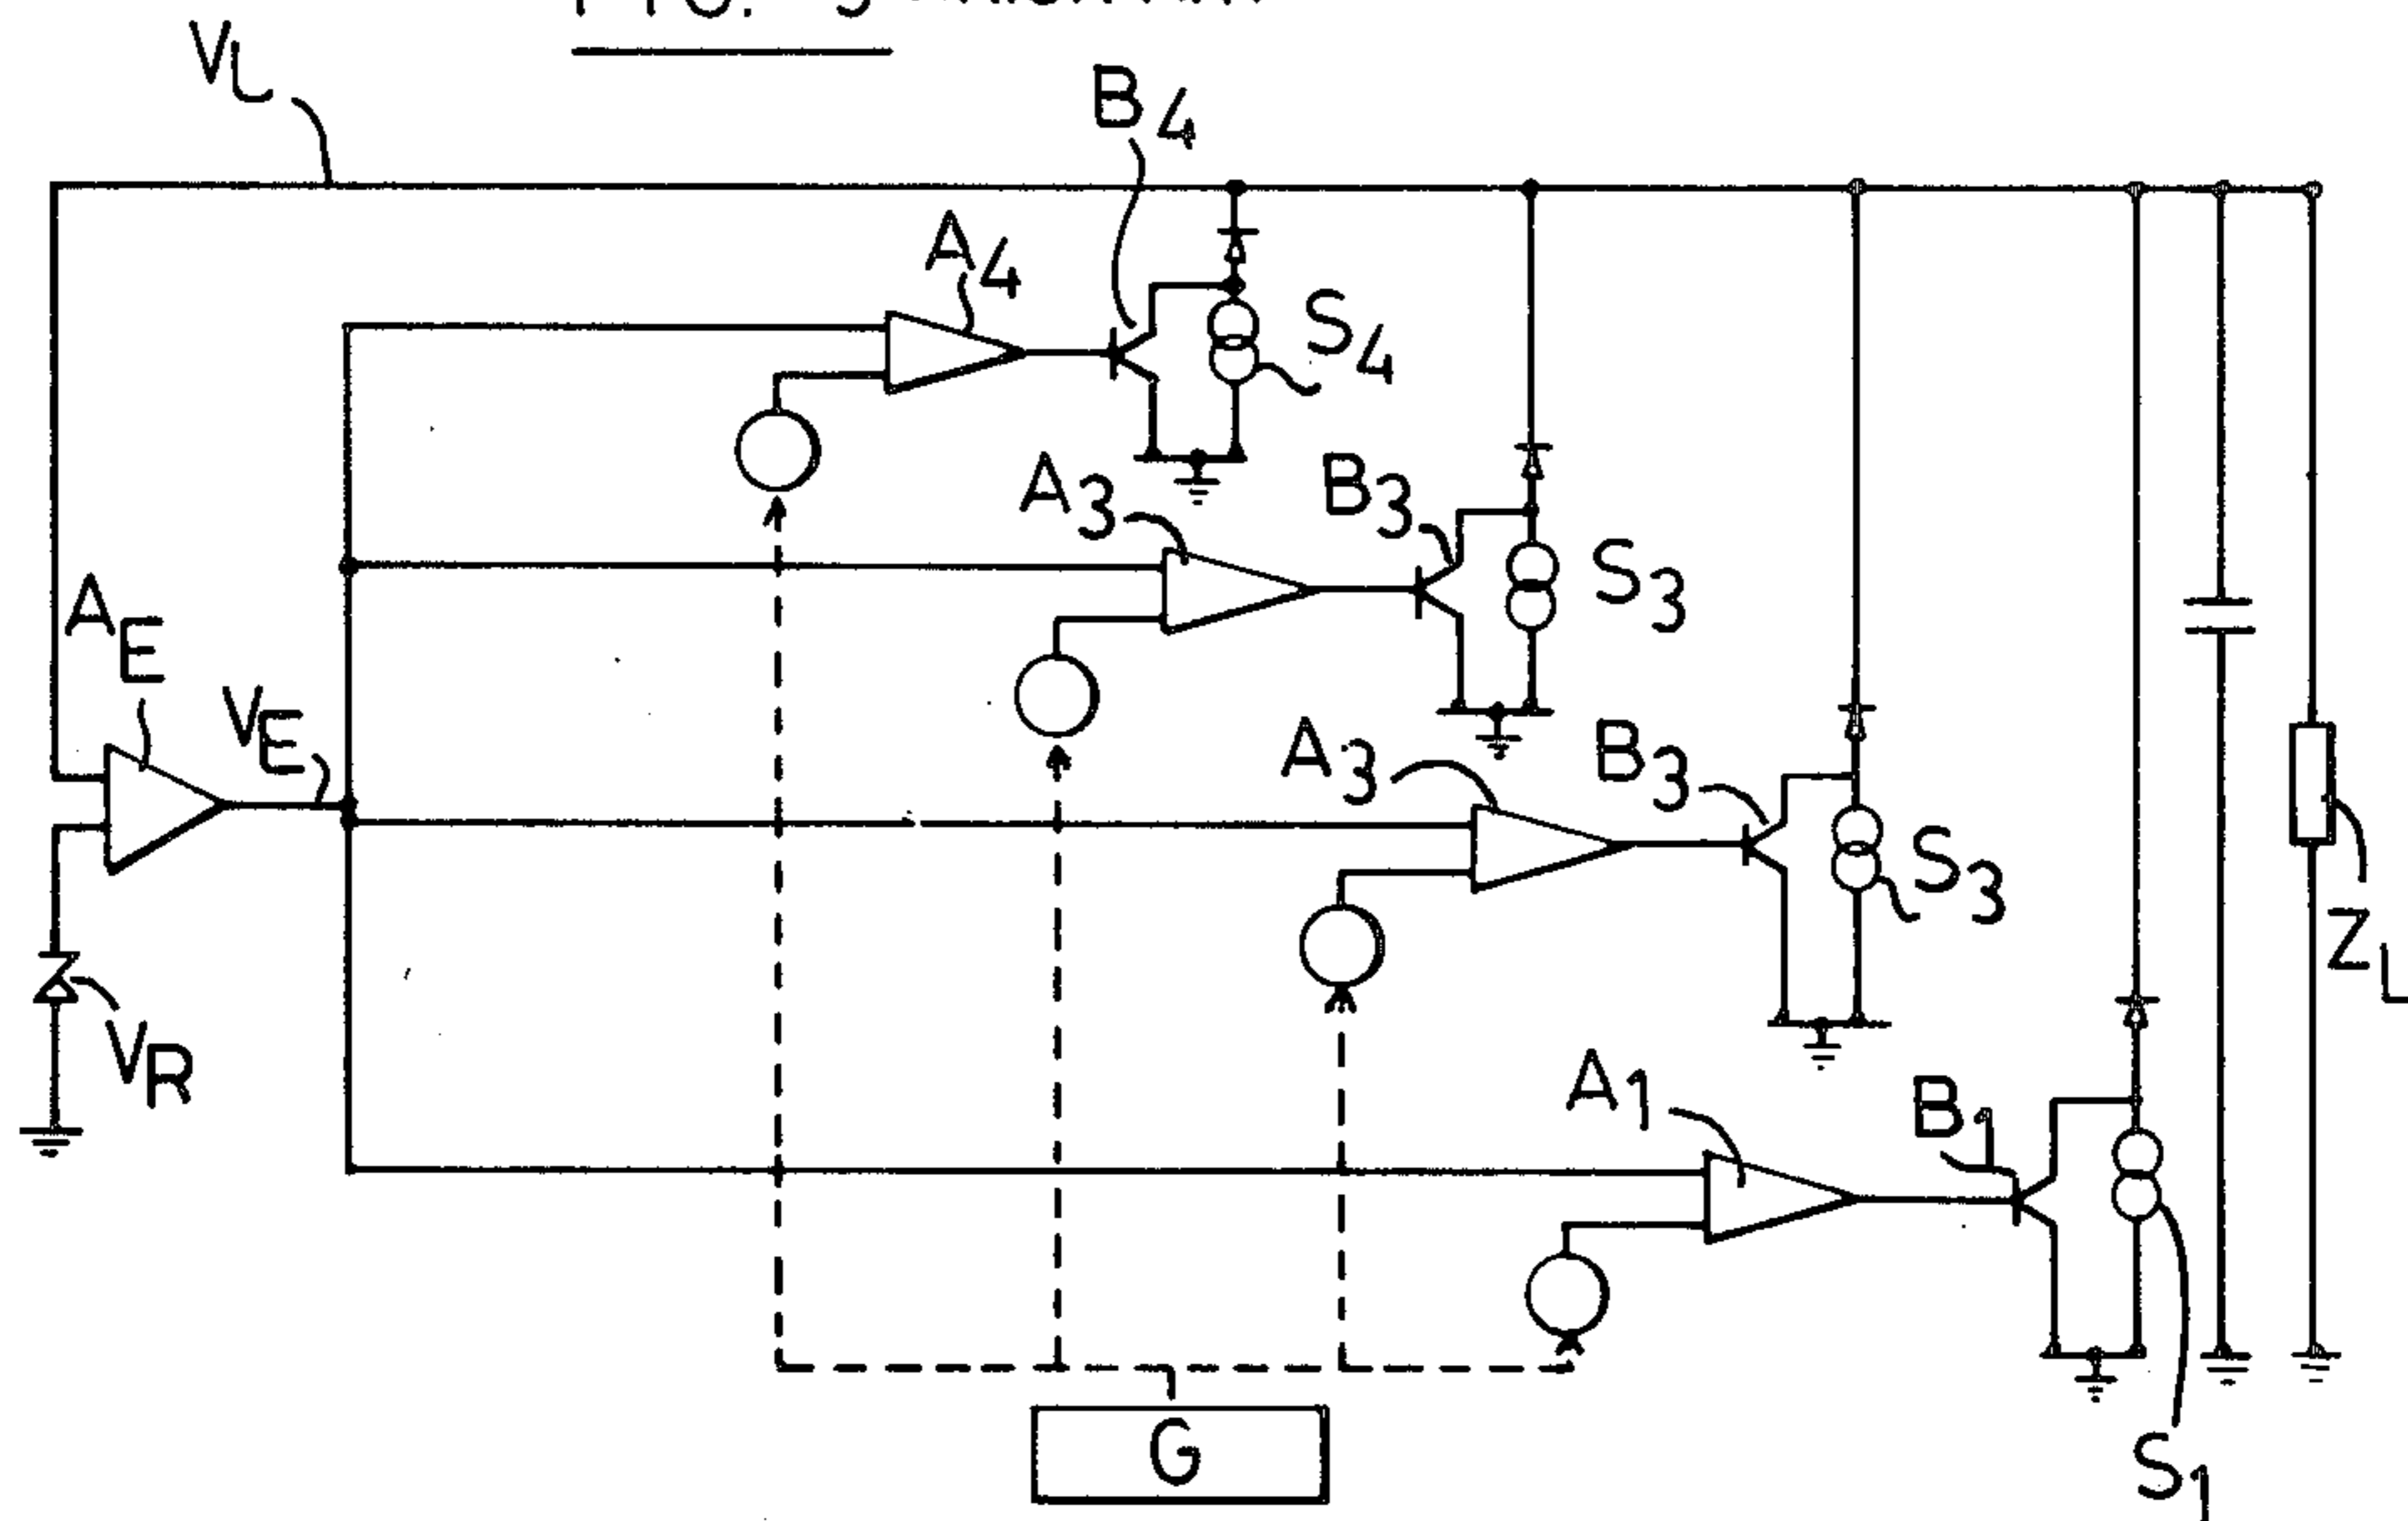 V_L
B_4
A_4
S_4
A_3
B_3
S_3
A_E
V_E
A_3
B_3
S_3
Z_L
V_R
A_1
B_1
G
S_1